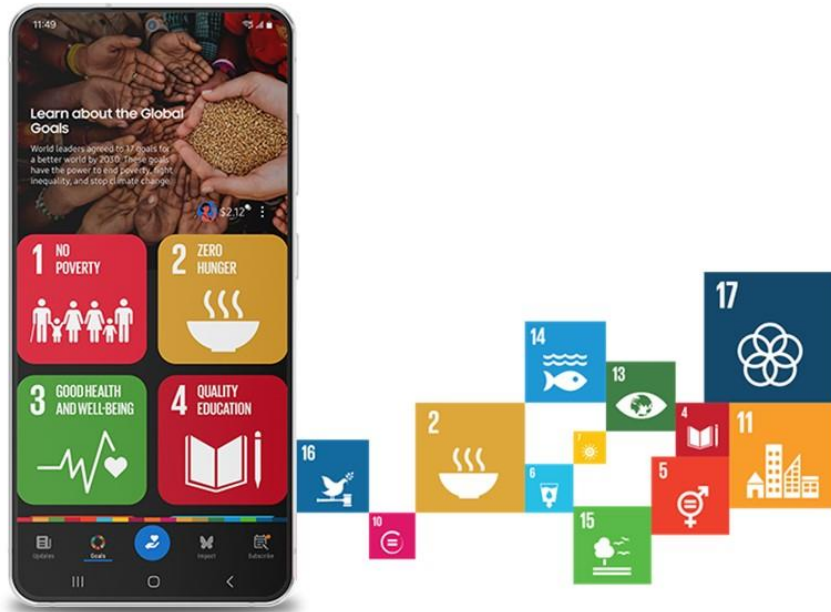 11:49
Learn about the Global
Goals
World leaders agreed to 17 goals for
a better world by 2030. These goals
have the power to end poverty, fight
inequality, and stop climate change.
$2.12
1 NO
POVERTY
2 ZERO
HUNGER
3 GOOD HEALTH
AND WELL-BEING
4 QUALITY
EDUCATION
Updates
Goals
Impact
Subscribe
16
10
2
14
7
6
15
13
4
5
17
11